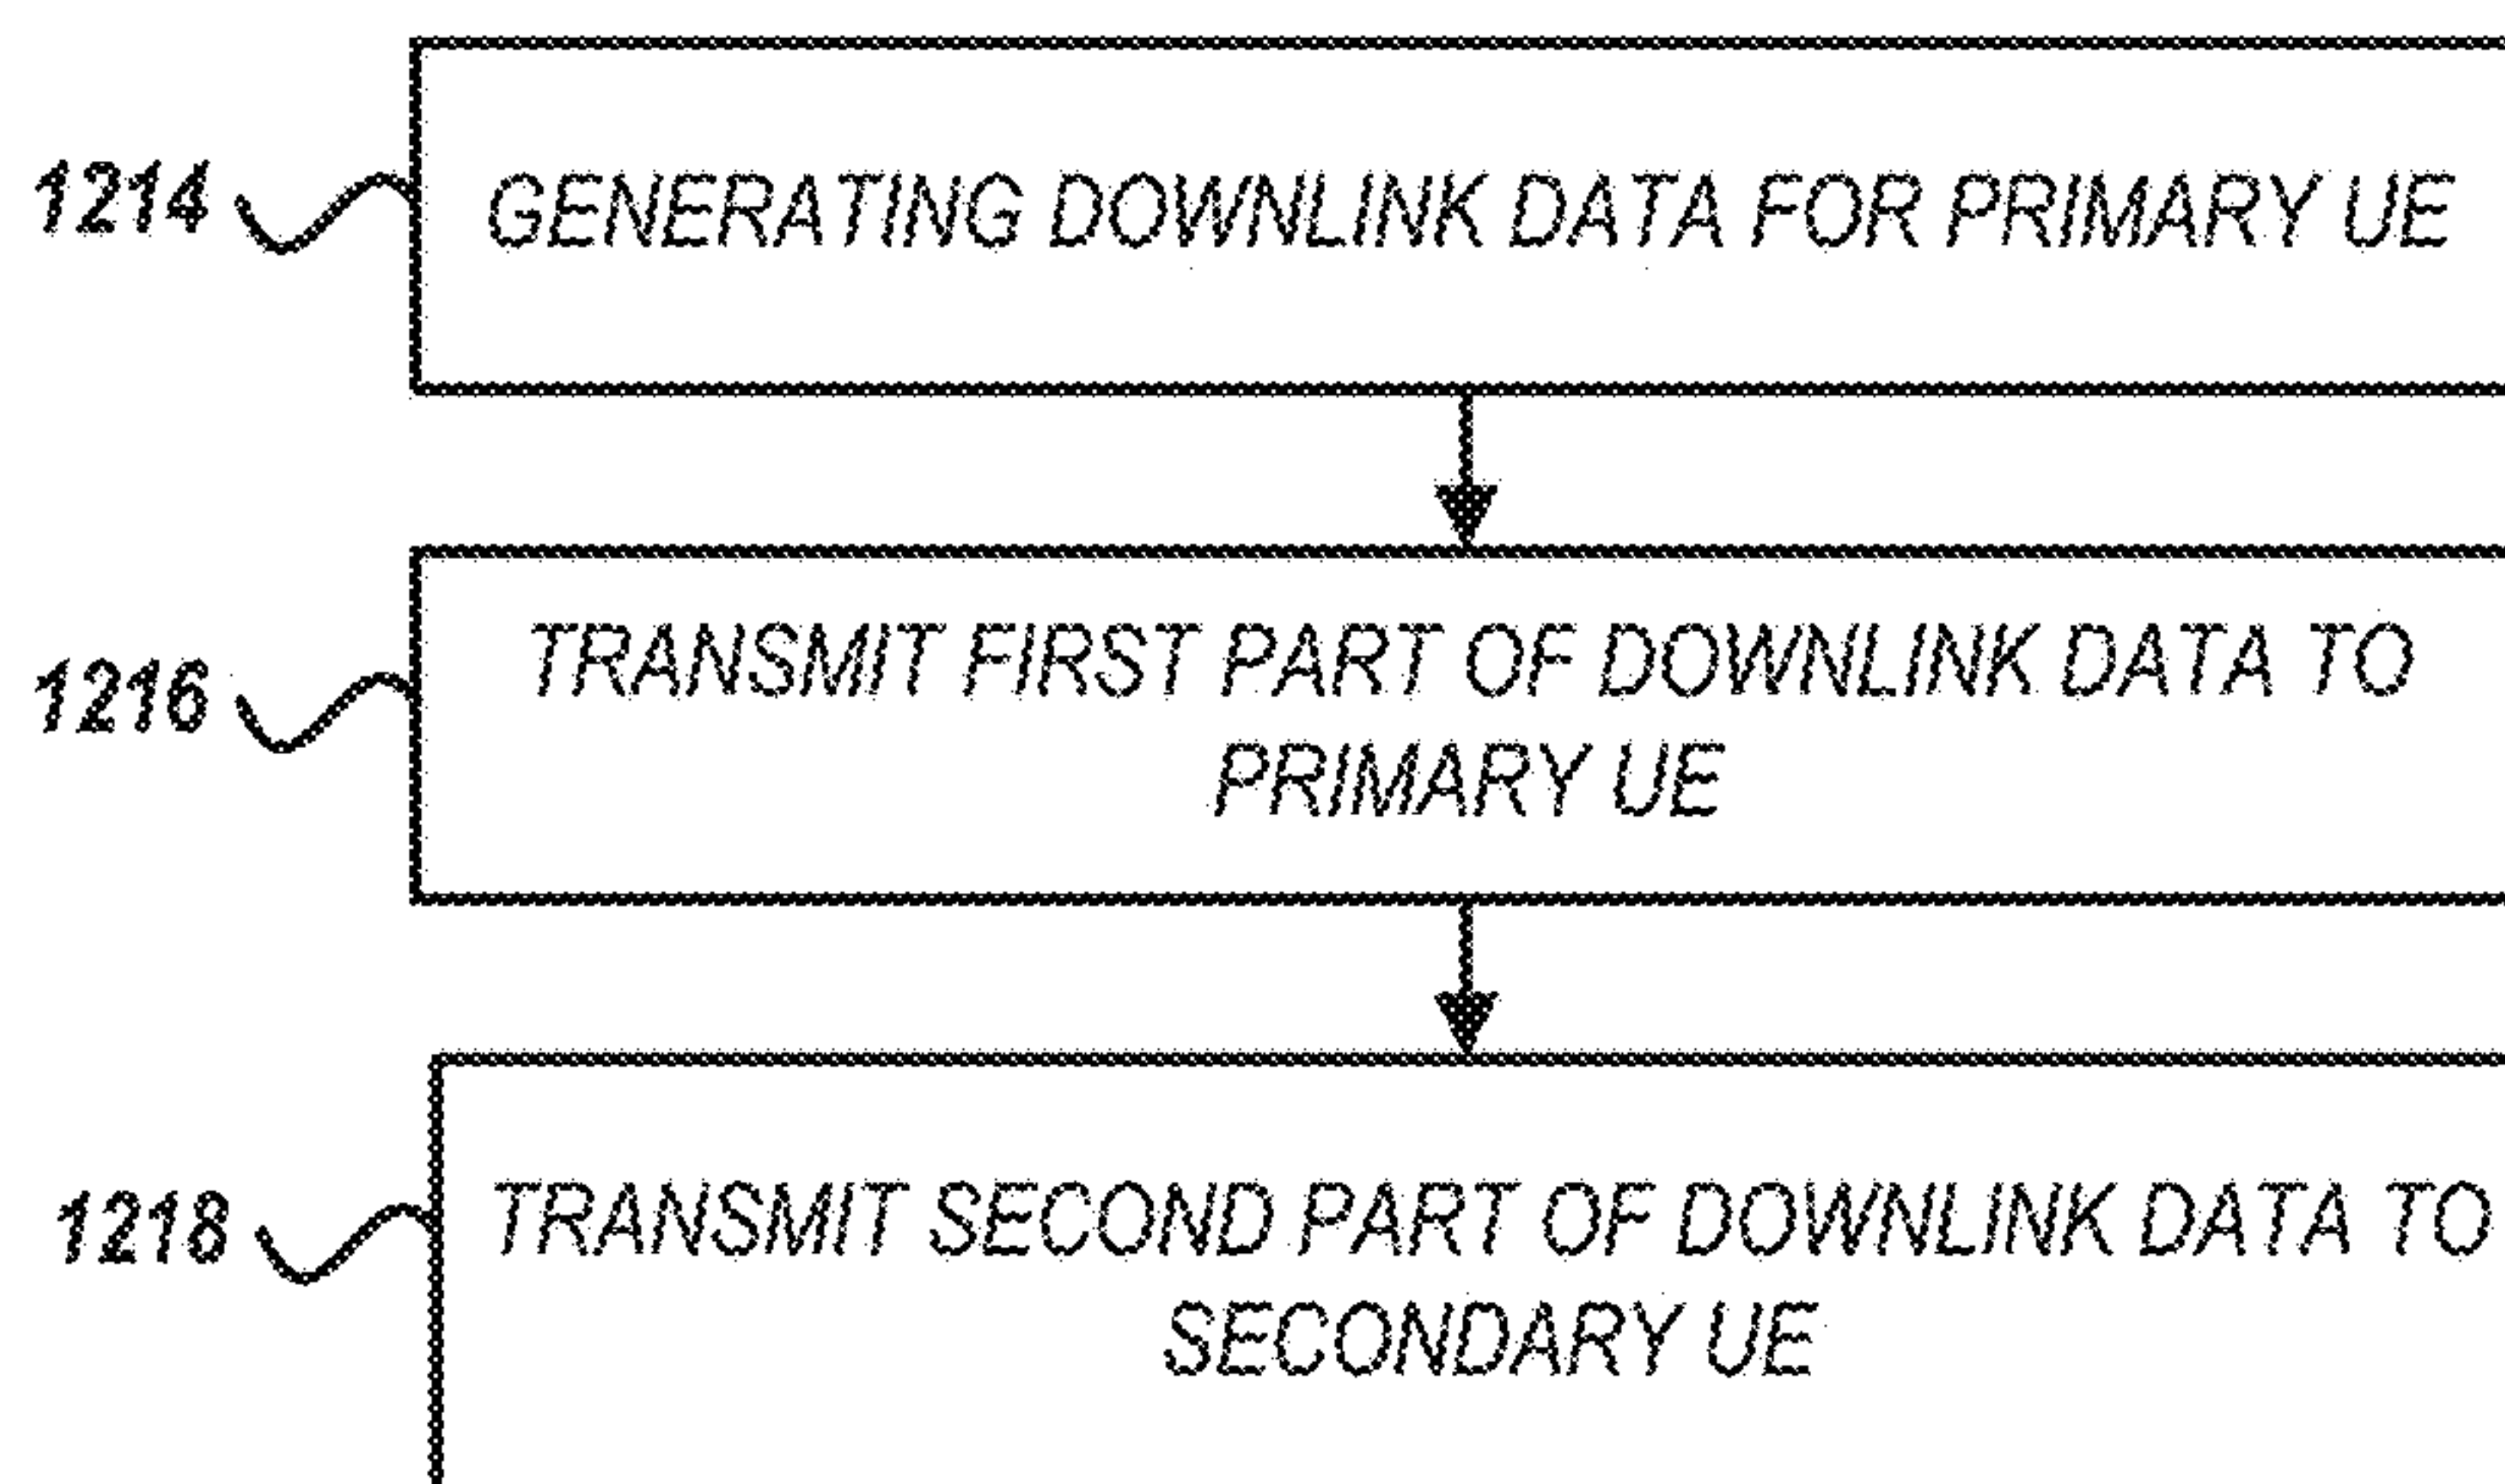 1214 GENERATING DOWNLINK DATA FOR PRIMARY UE
1216 TRANSMIT FIRST PART OF DOWNLINK DATA TO
PRIMARY UE
1218 TRANSMIT SECOND PART OF DOWNLINK DATA TO
SECONDARY UE